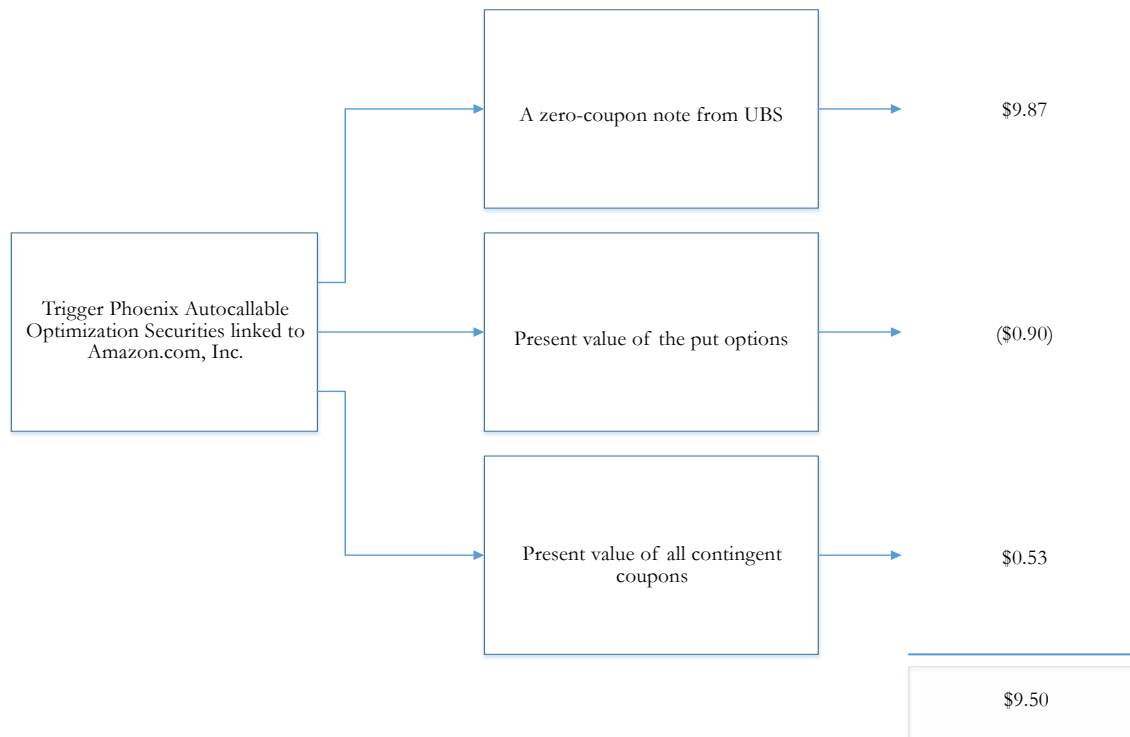 A zero-coupon note from UBS
$9.87
Trigger Phoenix Autocallable
Optimization Securities linked to
Amazon.com, Inc.
Present value of the put options
($0.90)
Present value of all contingent
coupons
$0.53
$9.50